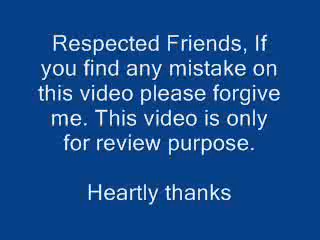 Respected Friends, If
you find any mistake on
this video please forgive
me. This video is only
for review purpose.
Heartly thanks